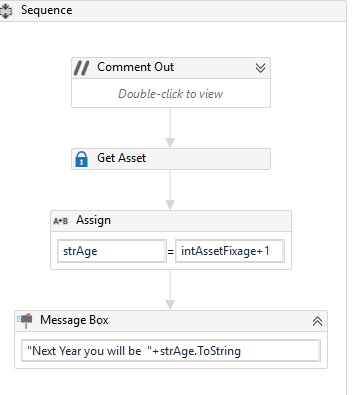 Sequence
Comment Out
Double-click to view
Get Asset
A+B Assign
strAge = intAssetFixage+1
Message Box
"Next Year you will be  "+strAge.ToString